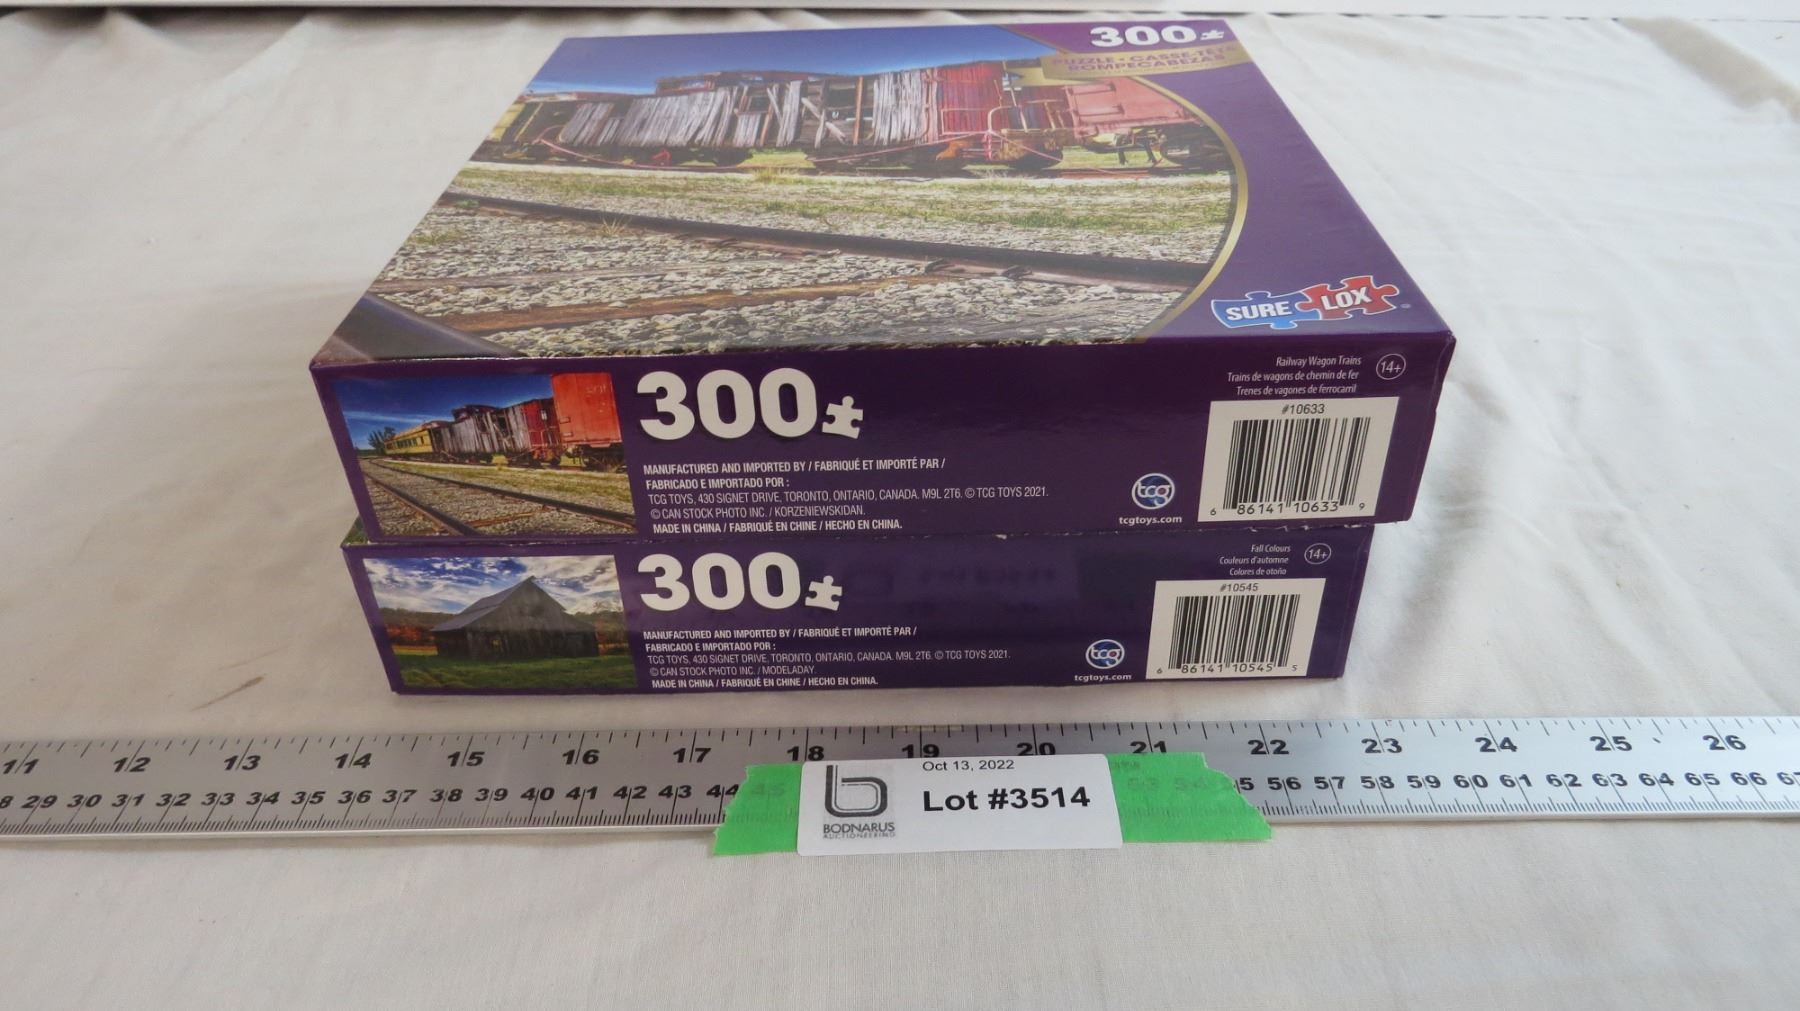 300
PUZZLE • CASSE-TÊTE
ROMPECABEZAS
SURE LOX
300
MANUFACTURED AND IMPORTED BY / FABRIQUÉ ET IMPORTÉ PAR /
FABRICADO E IMPORTADO POR :
TCG TOYS, 430 SIGNET DRIVE, TORONTO, ONTARIO, CANADA. M9L 2T6. © TCG TOYS 2021.
© CAN STOCK PHOTO INC. / KORZENIEWSKIDAN.
MADE IN CHINA / FABRIQUÉ EN CHINE / HECHO EN CHINA.
tcg
tcgtoys.com
Railway Wagon Trains
Trains de wagons de chemin de fer
Trenes de vagones de ferrocarril
14+
#10633
6 86141 10633 9
300
MANUFACTURED AND IMPORTED BY / FABRIQUÉ ET IMPORTÉ PAR /
FABRICADO E IMPORTADO POR :
TCG TOYS, 430 SIGNET DRIVE, TORONTO, ONTARIO, CANADA. M9L 2T6. © TCG TOYS 2021.
© CAN STOCK PHOTO INC. / MODELADAY.
MADE IN CHINA / FABRIQUÉ EN CHINE / HECHO EN CHINA.
tcg
tcgtoys.com
Fall Colours
Couleurs d'automne
Colores de otoño
14+
#10545
6 86141 10545 5
11 12 13 14 15 16 17 18 19 20 21 22 23 24 25 26
8 29 30 31 32 33 34 35 36 37 38 39 40 41 42 43 44 45 53 54 55 56 57 58 59 60 61 62 63 64 65 66 67
Oct 13, 2022
Lot #3514
b
BODNARUS
AUCTIONEERING